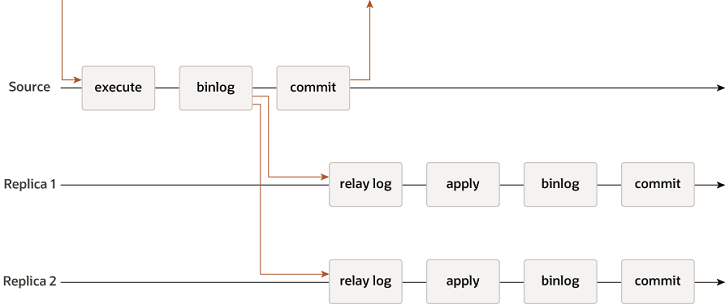 Source execute binlog commit
Replica 1 relay log apply binlog commit
Replica 2 relay log apply binlog commit